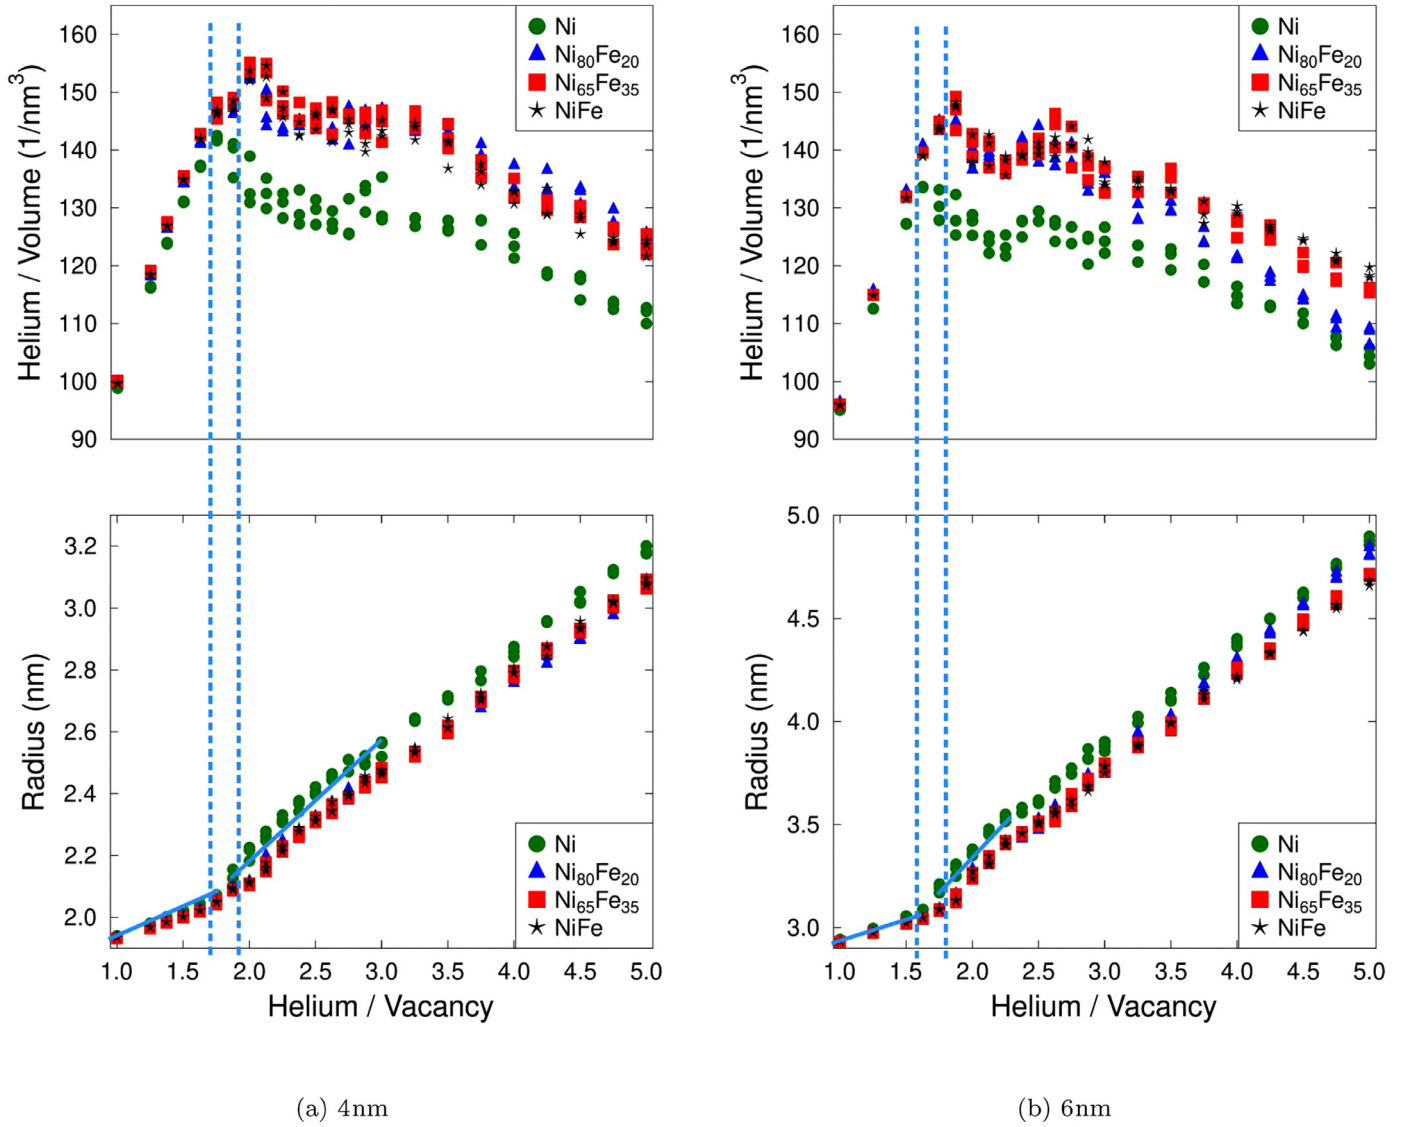 Helium / Volume (1/nm³)
160
150
140
130
120
110
100
90
Ni
Ni₈₀Fe₂₀
Ni₆₅Fe₃₅
NiFe
Helium / Volume (1/nm³)
160
150
140
130
120
110
100
90
Ni
Ni₈₀Fe₂₀
Ni₆₅Fe₃₅
NiFe
Radius (nm)
3.2
3.0
2.8
2.6
2.4
2.2
2.0
Ni
Ni₈₀Fe₂₀
Ni₆₅Fe₃₅
NiFe
1.0 1.5 2.0 2.5 3.0 3.5 4.0 4.5 5.0
Helium / Vacancy
Radius (nm)
5.0
4.5
4.0
3.5
3.0
Ni
Ni₈₀Fe₂₀
Ni₆₅Fe₃₅
NiFe
1.0 1.5 2.0 2.5 3.0 3.5 4.0 4.5 5.0
Helium / Vacancy
(a) 4nm
(b) 6nm